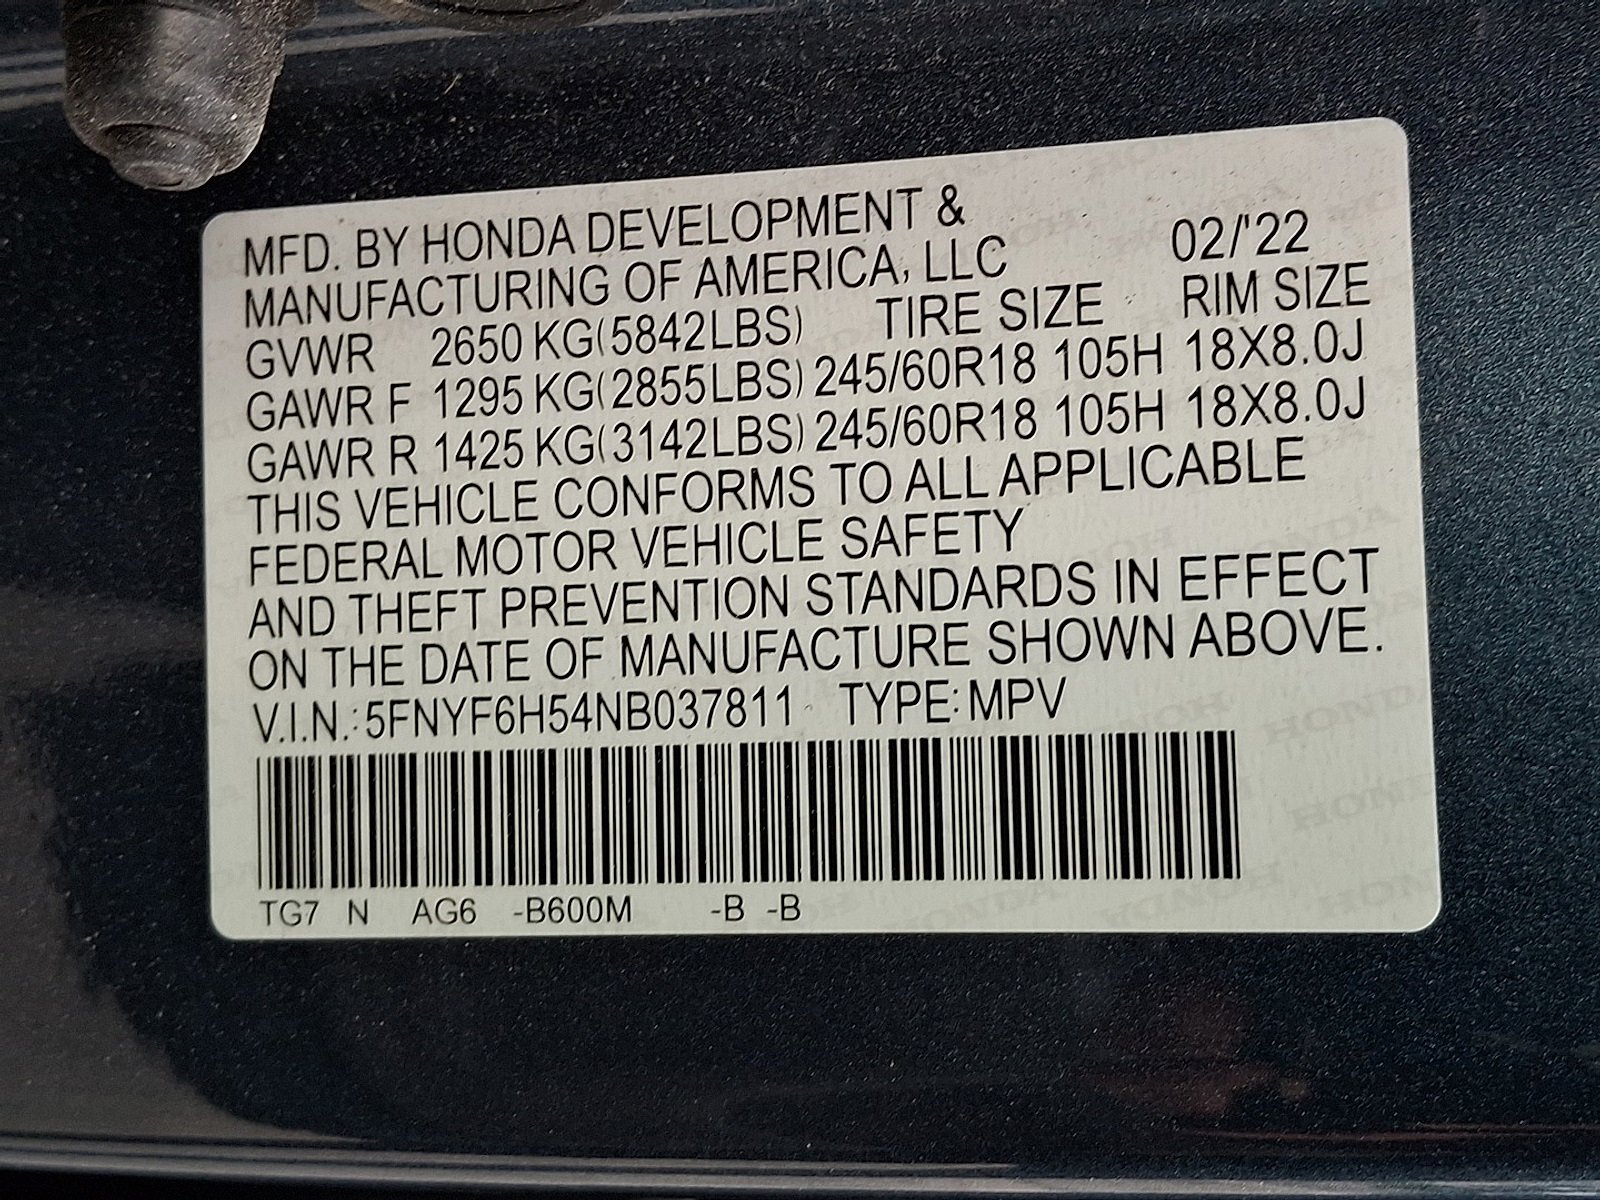 MFD. BY HONDA DEVELOPMENT &
MANUFACTURING OF AMERICA, LLC 02/'22
GVWR 2650 KG(5842LBS) TIRE SIZE RIM SIZE
GAWR F 1295 KG(2855LBS) 245/60R18 105H 18X8.0J
GAWR R 1425 KG(3142LBS) 245/60R18 105H 18X8.0J
THIS VEHICLE CONFORMS TO ALL APPLICABLE
FEDERAL MOTOR VEHICLE SAFETY
AND THEFT PREVENTION STANDARDS IN EFFECT
ON THE DATE OF MANUFACTURE SHOWN ABOVE.
V.I.N.: 5FNYF6H54NB037811 TYPE: MPV
TG7 N AG6 -B600M -B -B